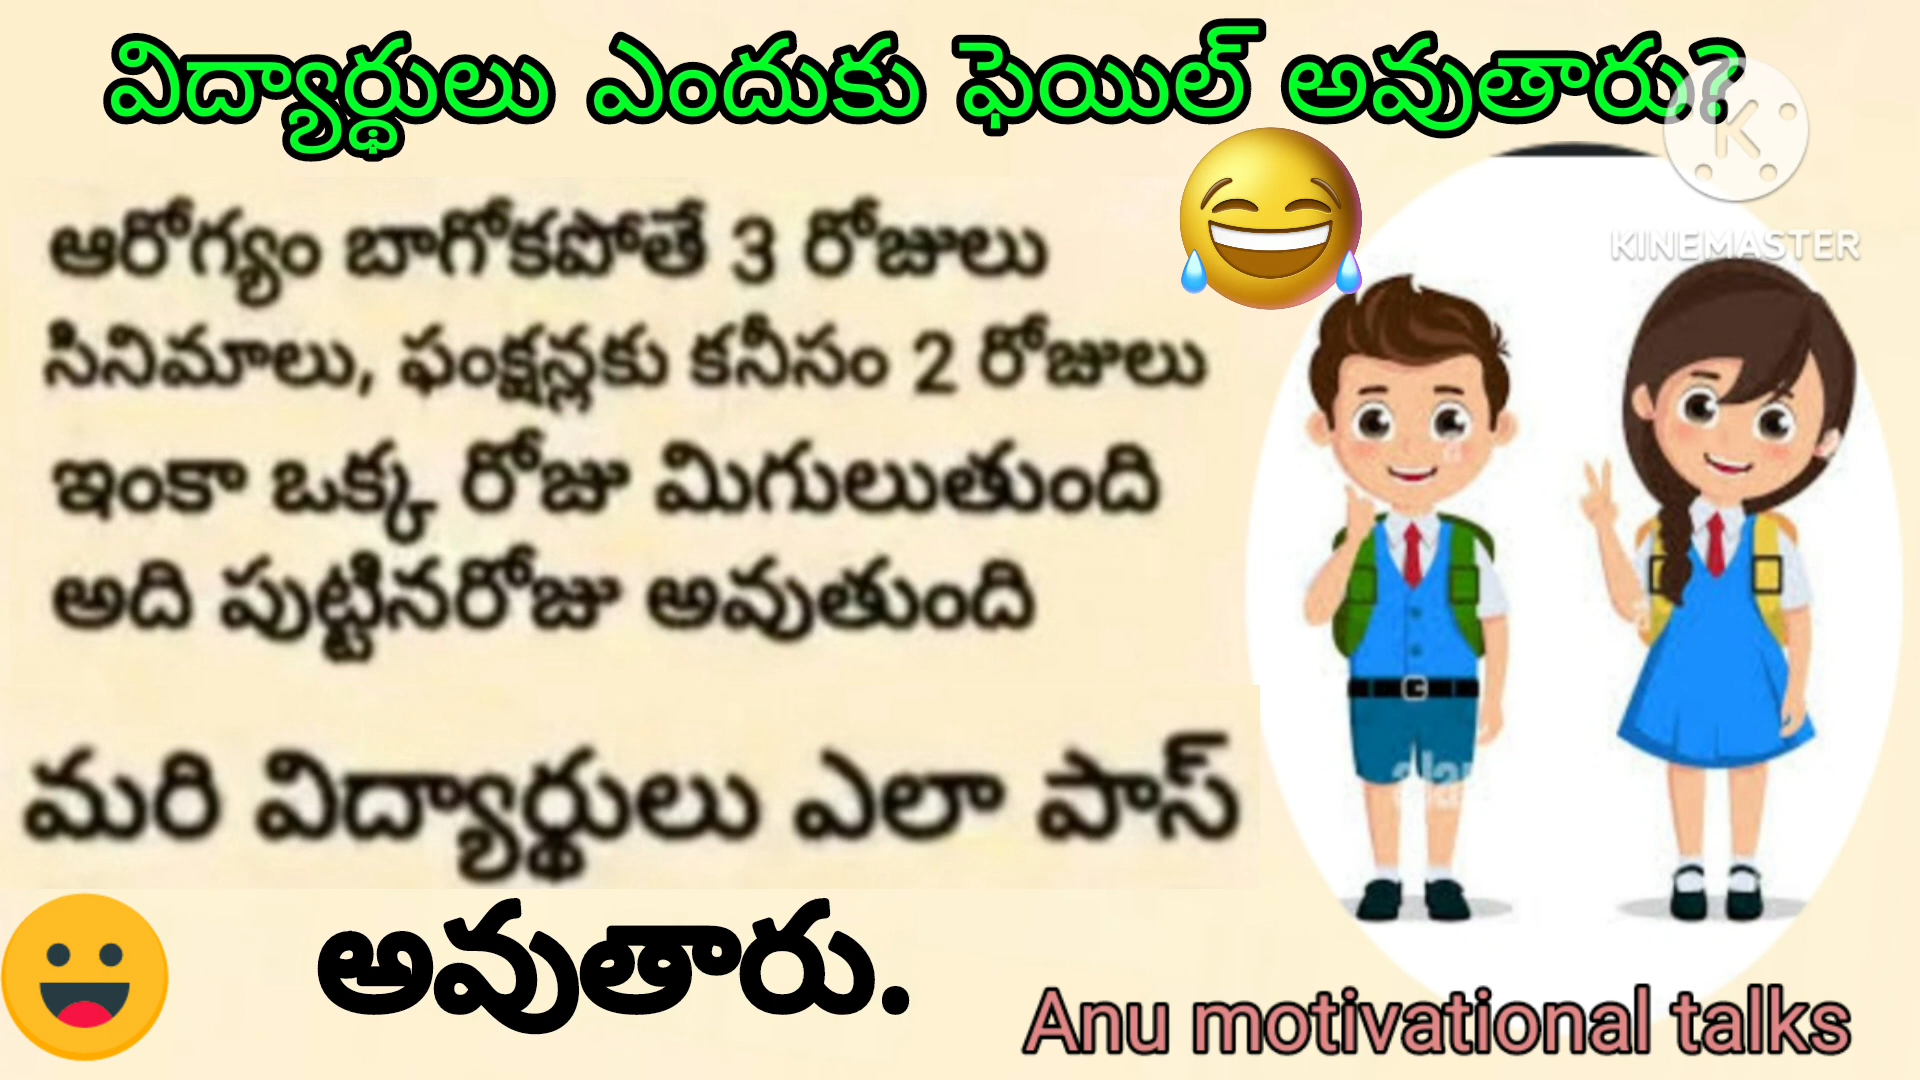 విద్యార్థులు ఎందుకు ఫెయిల్ అవుతారు?
KINEMASTER
ఆరోగ్యం బాగోకపోతే 3 రోజులు
సినిమాలు, ఫంక్షన్లకు కనీసం 2 రోజులు
ఇంకా ఒక్క రోజు మిగులుతుంది
అది పుట్టినరోజు అవుతుంది
మరి విద్యార్థులు ఎలా పాస్
అవుతారు.
Anu motivational talks